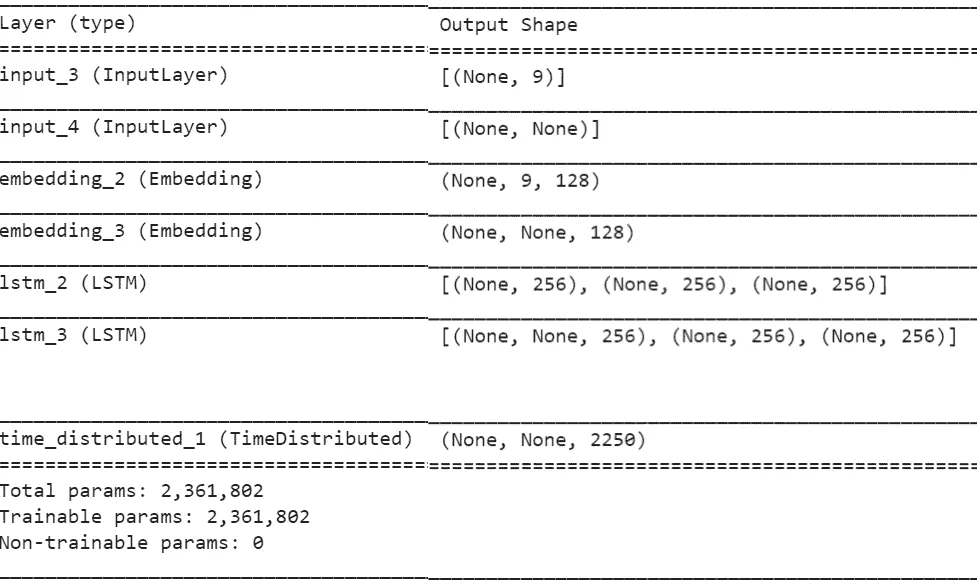 Layer (type) Output Shape
input_3 (InputLayer) [(None, 9)]
input_4 (InputLayer) [(None, None)]
embedding_2 (Embedding) (None, 9, 128)
embedding_3 (Embedding) (None, None, 128)
lstm_2 (LSTM) [(None, 256), (None, 256), (None, 256)]
lstm_3 (LSTM) [(None, None, 256), (None, 256), (None, 256)]
time_distributed_1 (TimeDistributed) (None, None, 2250)
Total params: 2,361,802
Trainable params: 2,361,802
Non-trainable params: 0